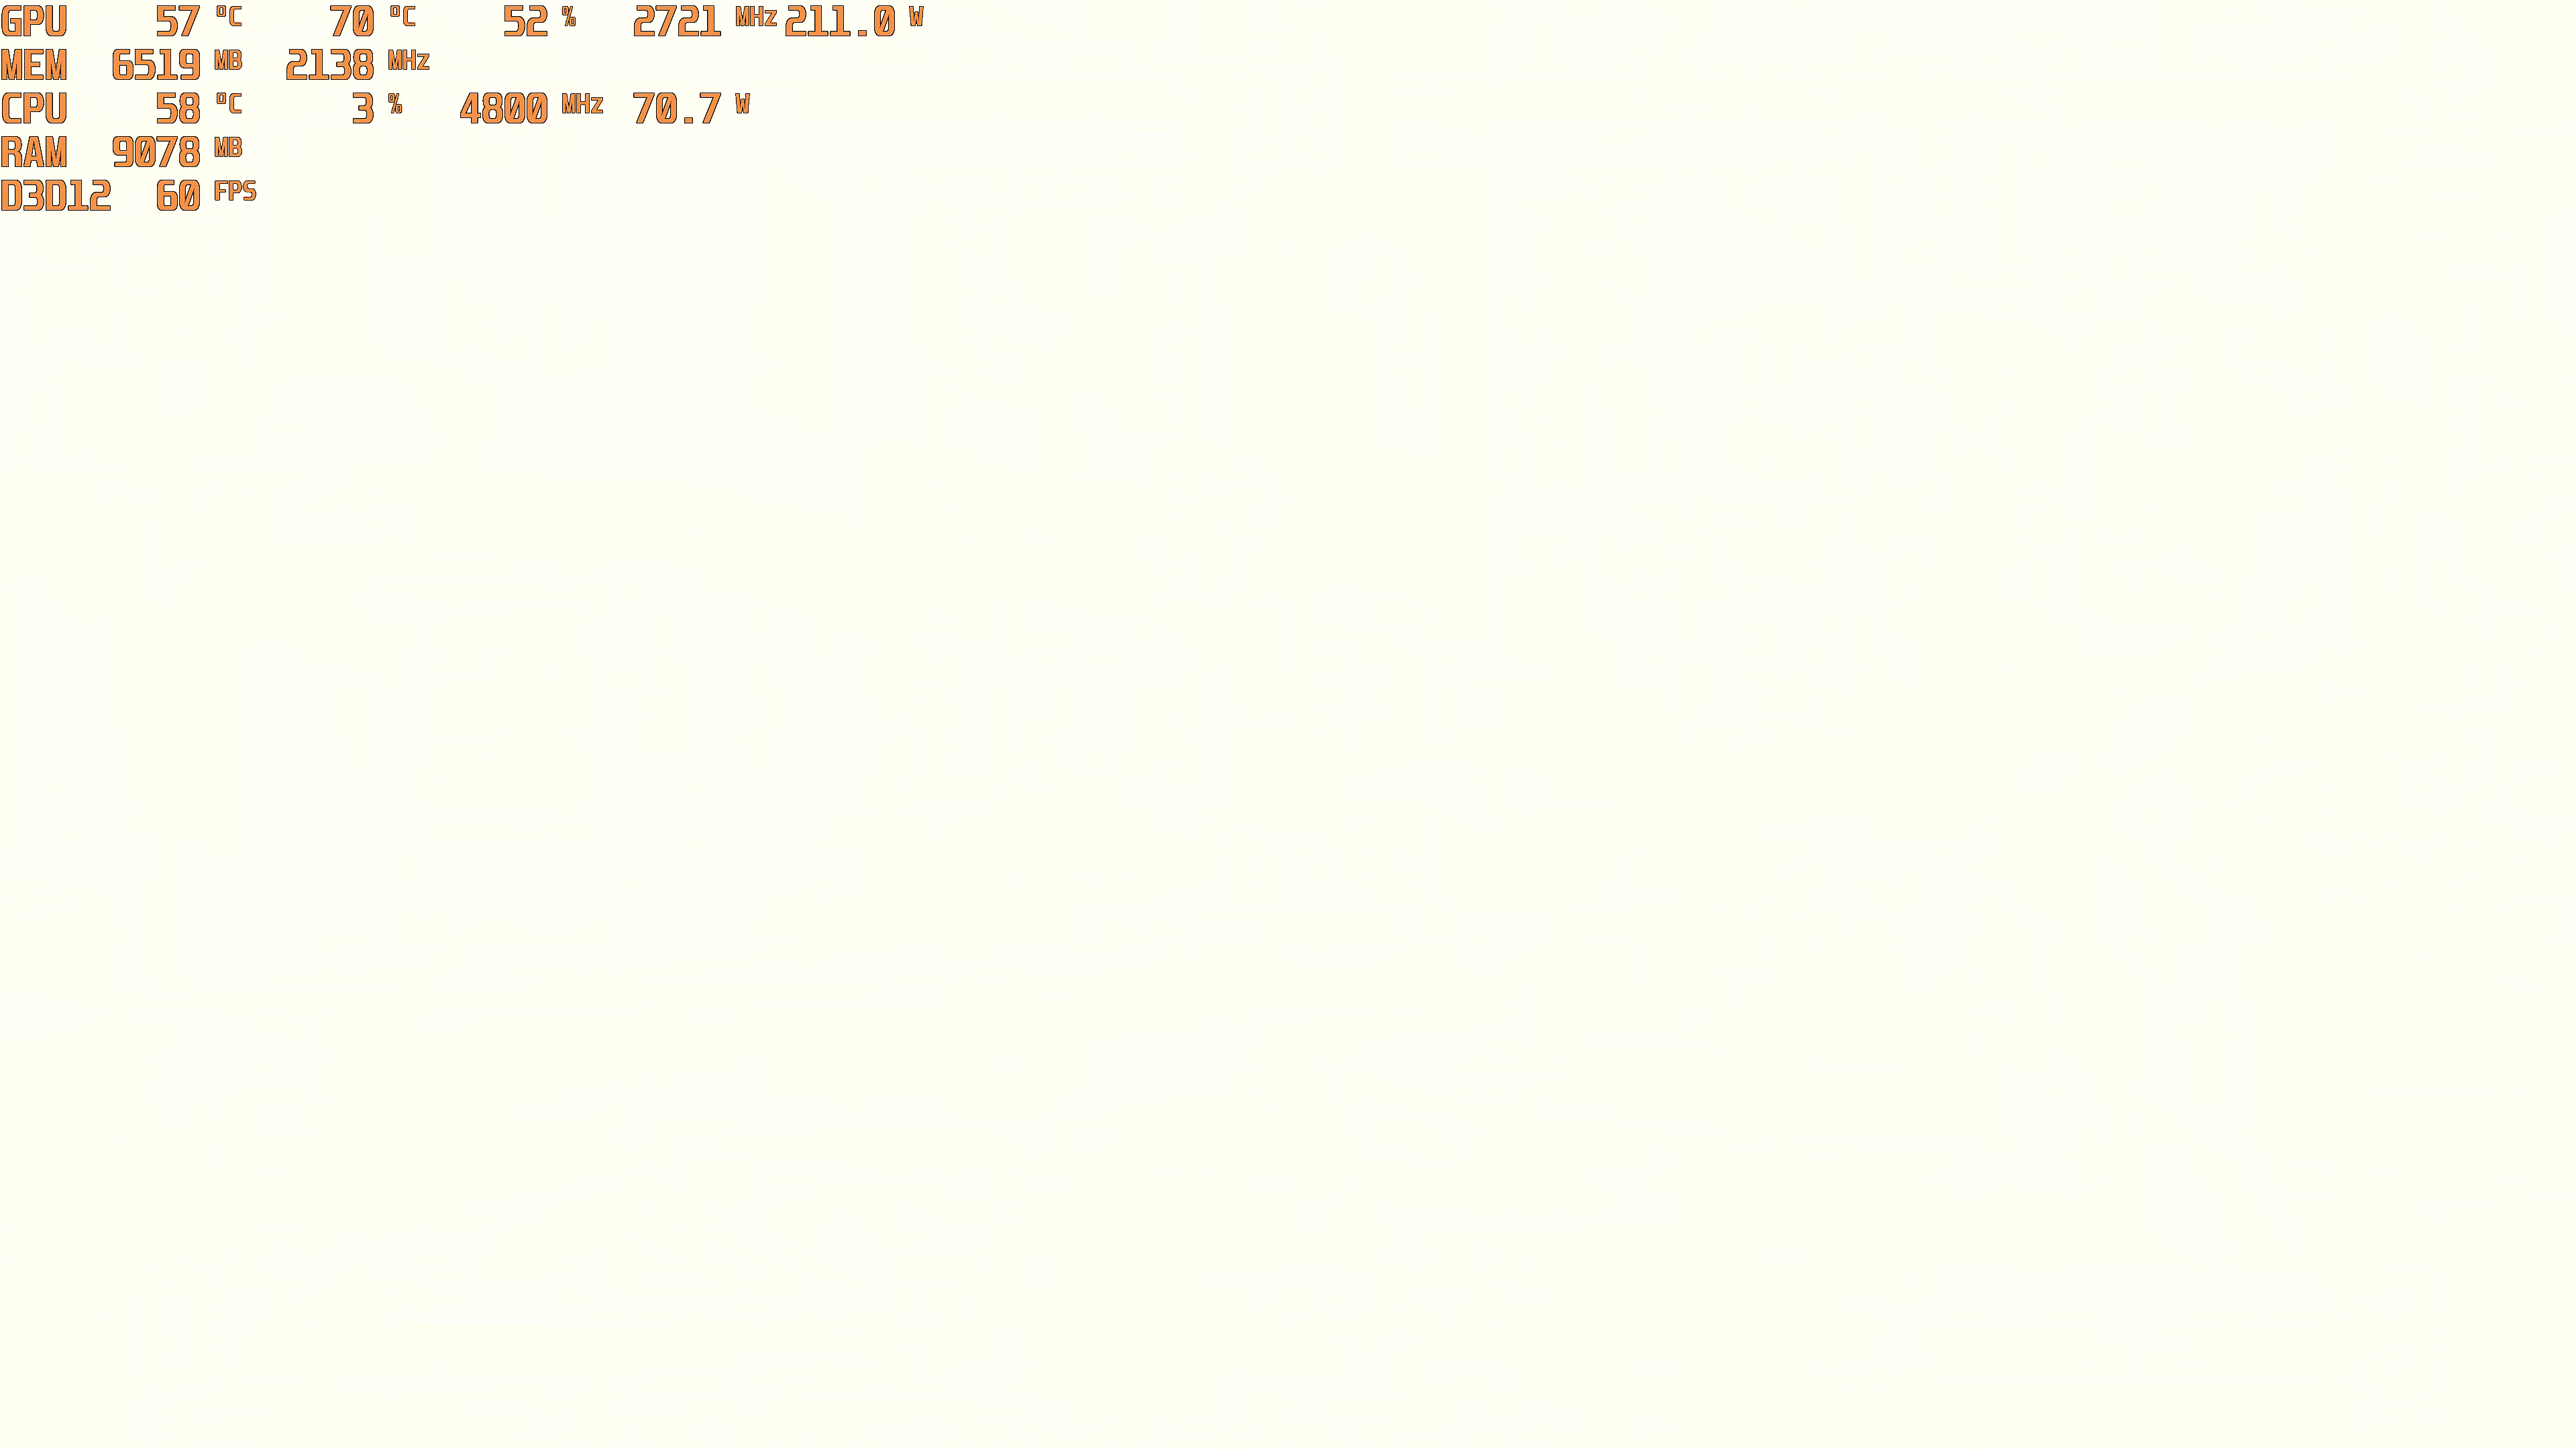 GPU 57 °C 70 °C 52 % 2721 MHz 211.0 W
MEM 6519 MB 2138 MHz
CPU 58 °C 3 % 4800 MHz 70.7 W
RAM 9078 MB
D3D12 60 FPS